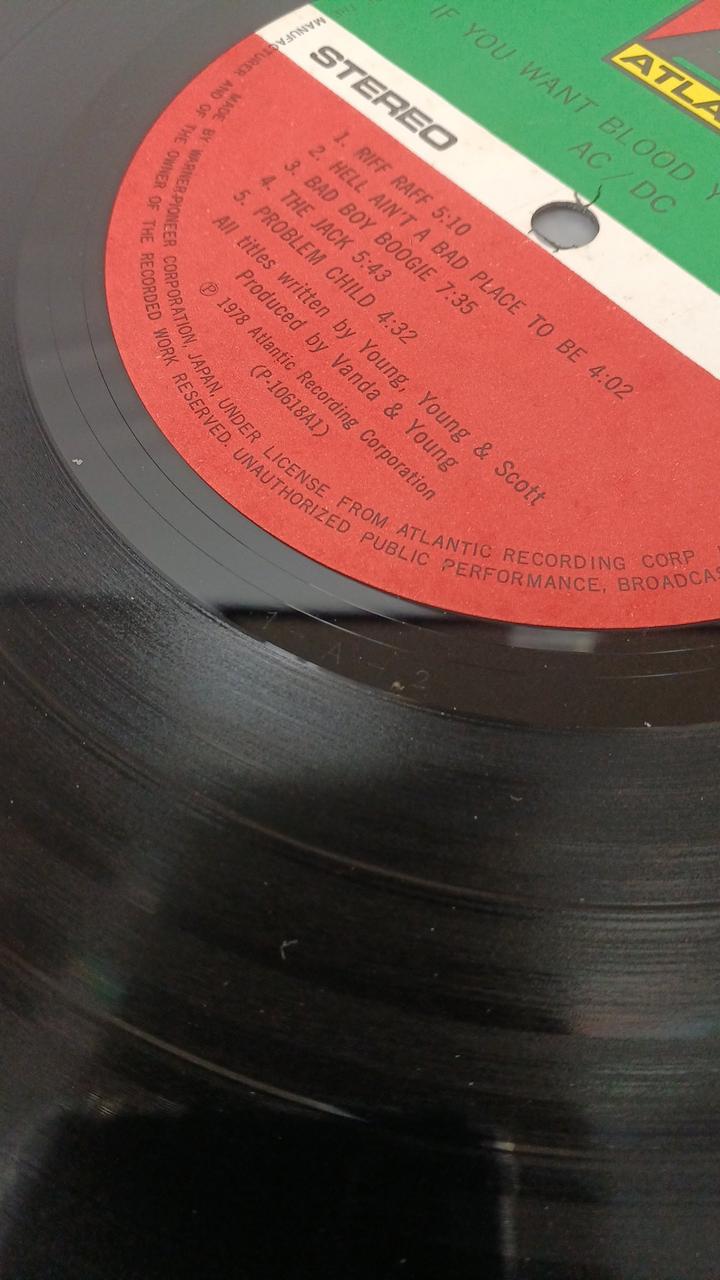 IF YOU WANT BLOOD Y
AC/DC
ATLA
STEREO
1. RIFF RAFF 5:10
2. HELL AIN'T A BAD PLACE TO BE 4:02
3. BAD BOY BOOGIE 7:35
4. THE JACK 5:43
5. PROBLEM CHILD 4:32
All titles written by Young, Young & Scott
Produced by Vanda & Young
℗ 1978 Atlantic Recording Corporation
(P-10618A1)
MADE BY WARNER-PIONEER CORPORATION, JAPAN, UNDER LICENSE FROM ATLANTIC RECORDING CORP
MANUFACTURER AND OF THE OWNER OF THE RECORDED WORK RESERVED. UNAUTHORIZED PUBLIC PERFORMANCE, BROADCAS
- A - 2